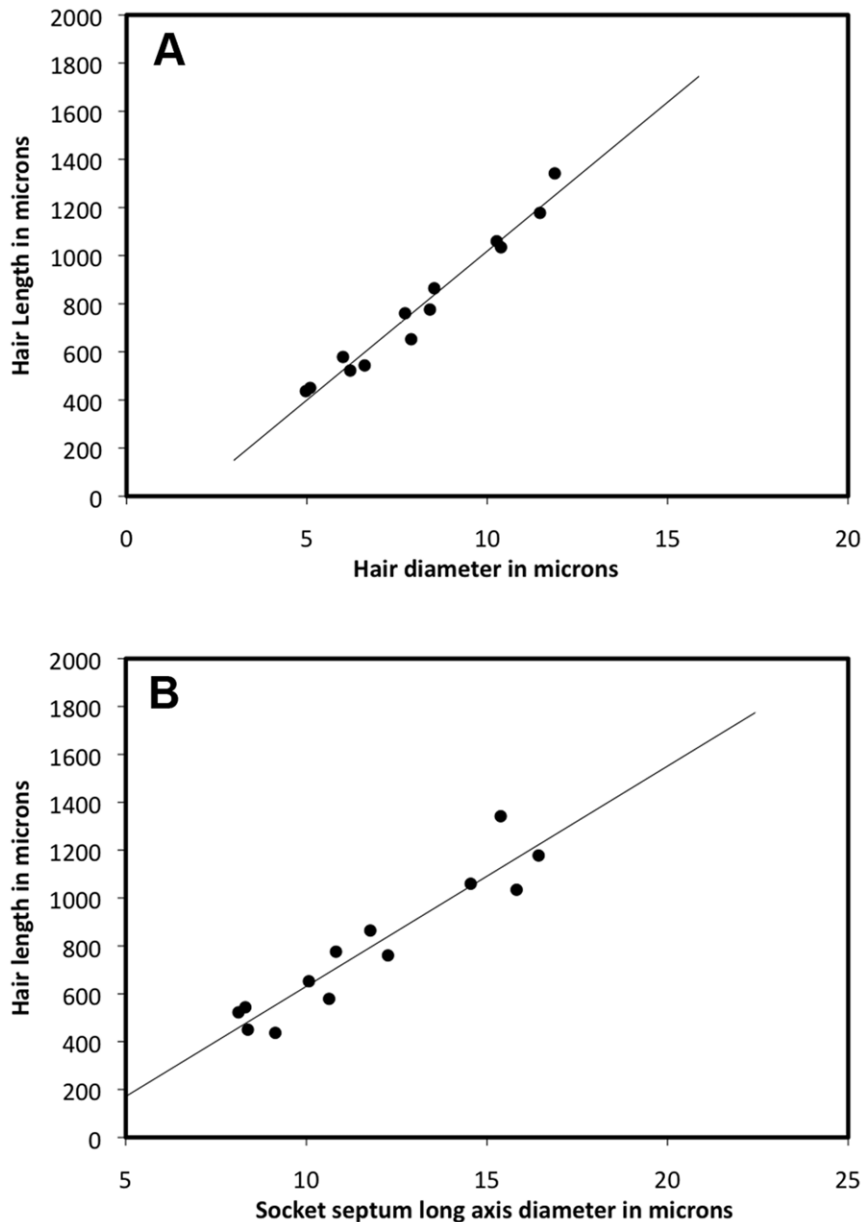 A
2000
1800
1600
1400
1200
1000
800
600
400
200
0
Hair Length in microns
0 5 10 15 20
Hair diameter in microns
B
2000
1800
1600
1400
1200
1000
800
600
400
200
0
Hair length in microns
5 10 15 20 25
Socket septum long axis diameter in microns